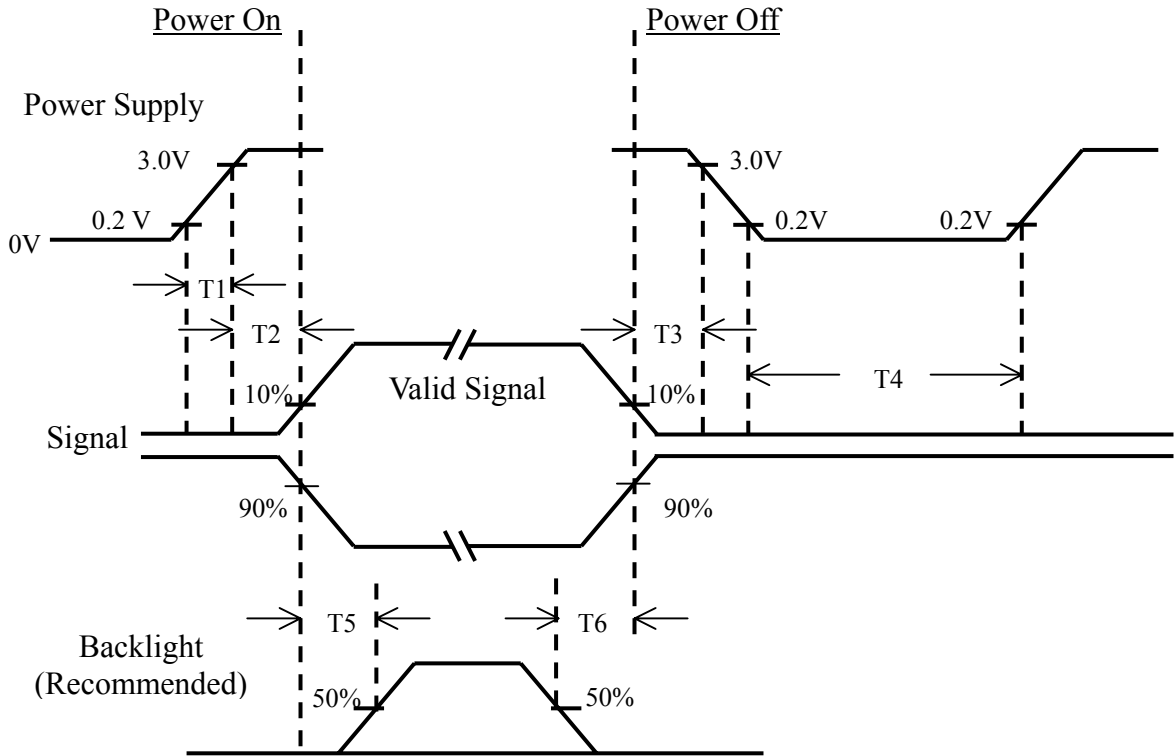 Power On
Power Off
Power Supply
3.0V
3.0V
0.2 V
0.2V
0.2V
0V
T1
T2
T3
T4
10%
Valid Signal
10%
Signal
90%
90%
T5
T6
Backlight
(Recommended)
50%
50%